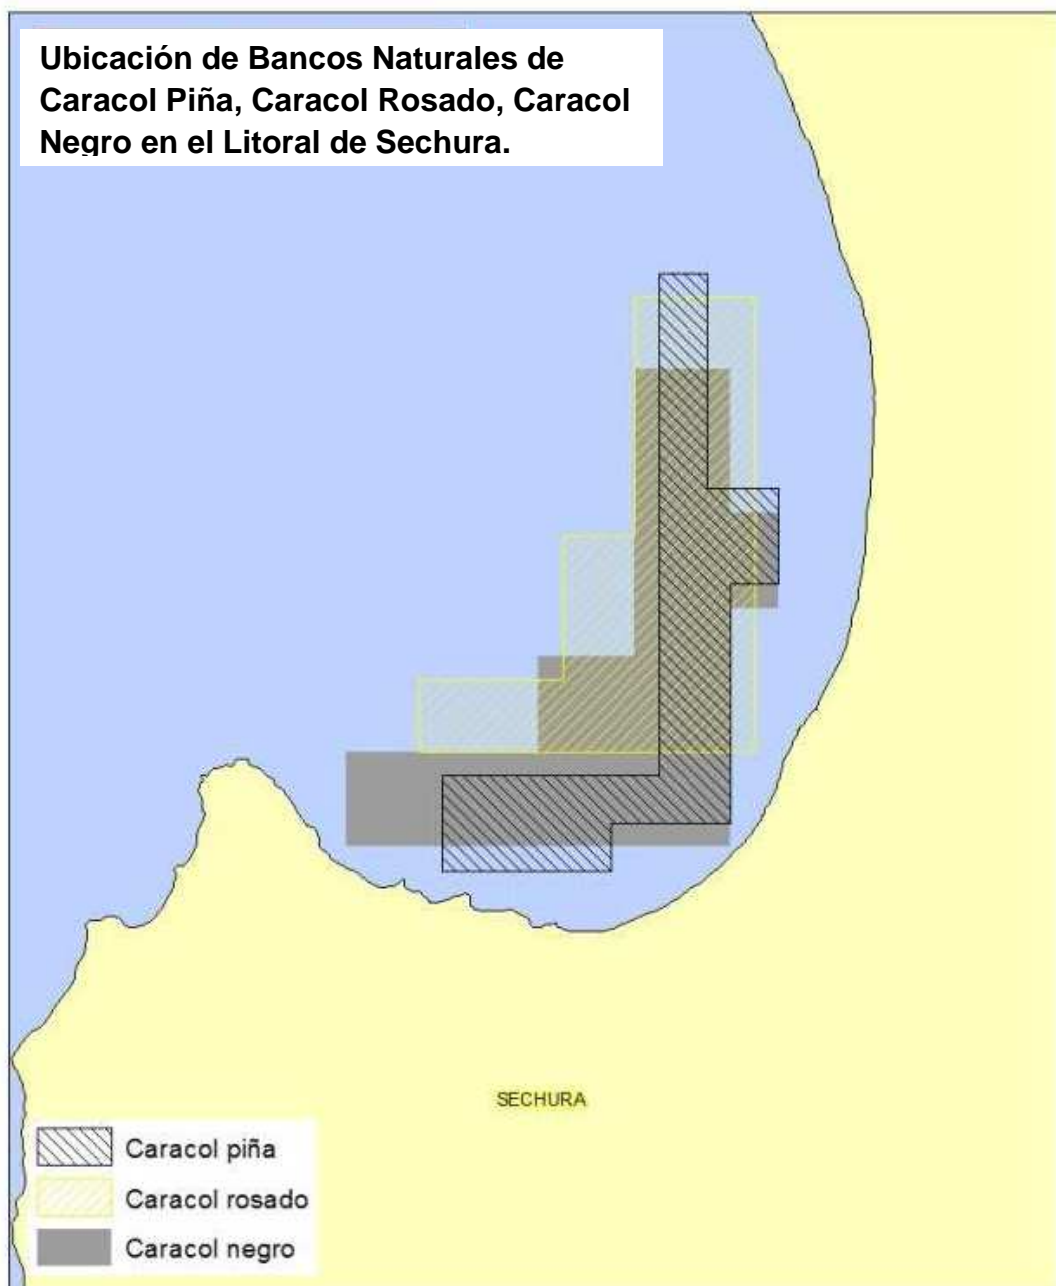 Ubicación de Bancos Naturales de
Caracol Piña, Caracol Rosado, Caracol
Negro en el Litoral de Sechura.
SECHURA
Caracol piña
Caracol rosado
Caracol negro